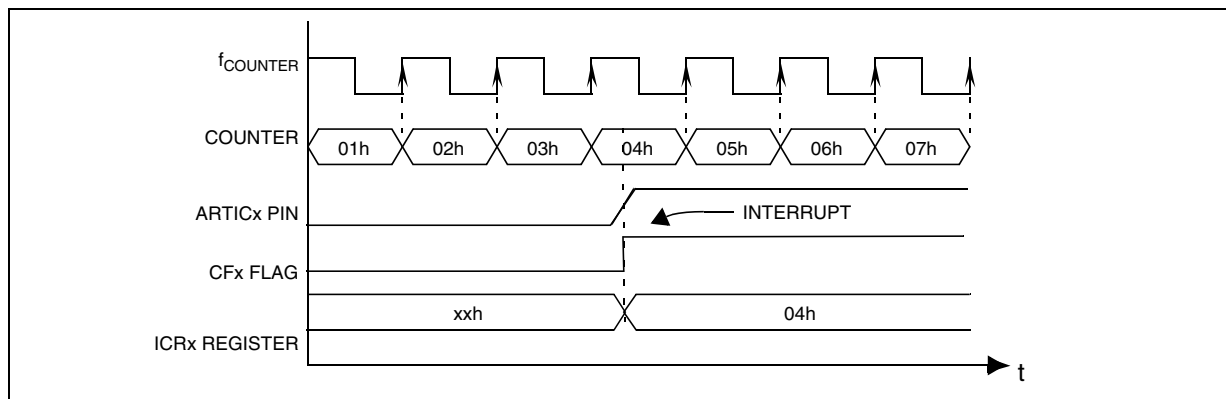 fCOUNTER
COUNTER
01h 02h 03h 04h 05h 06h 07h
ARTICx PIN
INTERRUPT
CFx FLAG
xxh 04h
ICRx REGISTER
t